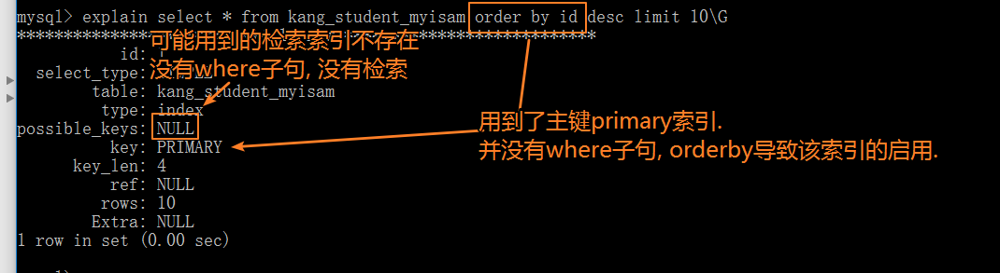 mysql> explain select * from kang_student_myisam order by id desc limit 10\G
可能用到的检索索引不存在
没有where子句, 没有检索
id:
select_type:
table: kang_student_myisam
type: index
possible_keys: NULL
key: PRIMARY
用到了主键primary索引.
并没有where子句, orderby导致该索引的启用.
key_len: 4
ref: NULL
rows: 10
Extra: NULL
1 row in set (0.00 sec)